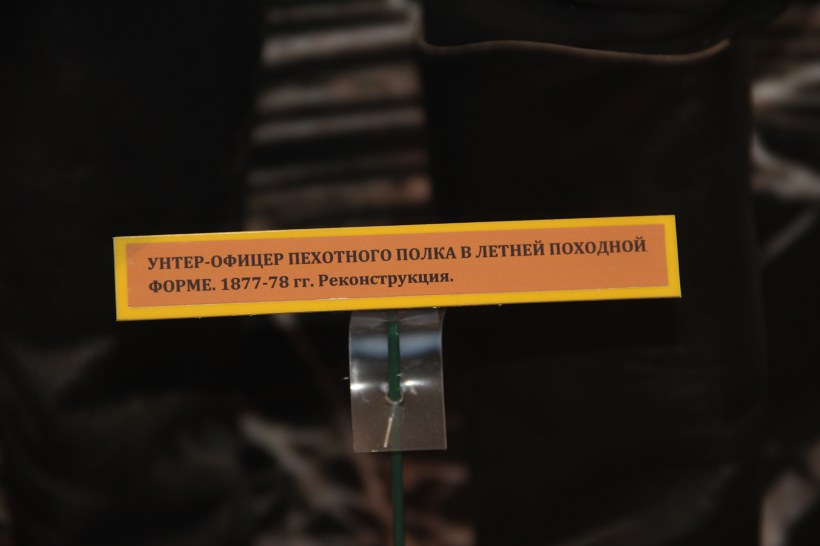 УНТЕР-ОФИЦЕР ПЕХОТНОГО ПОЛКА В ЛЕТНЕЙ ПОХОДНОЙ
ФОРМЕ. 1877-78 гг. Реконструкция.